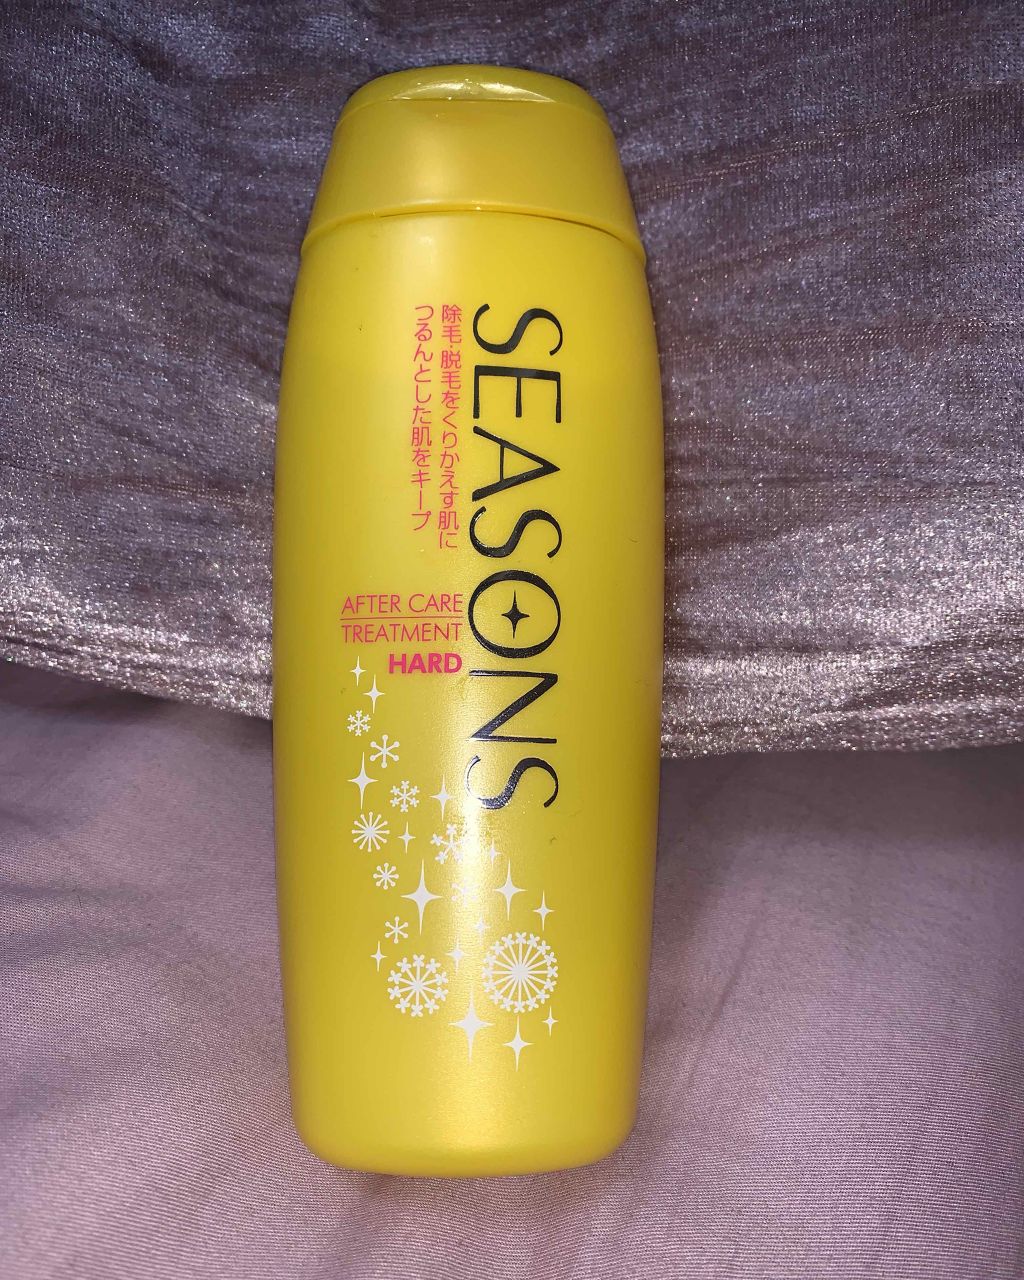 SEASONS
除毛・脱毛をくりかえす肌に
つるんとした肌をキープ
AFTER CARE
TREATMENT
HARD